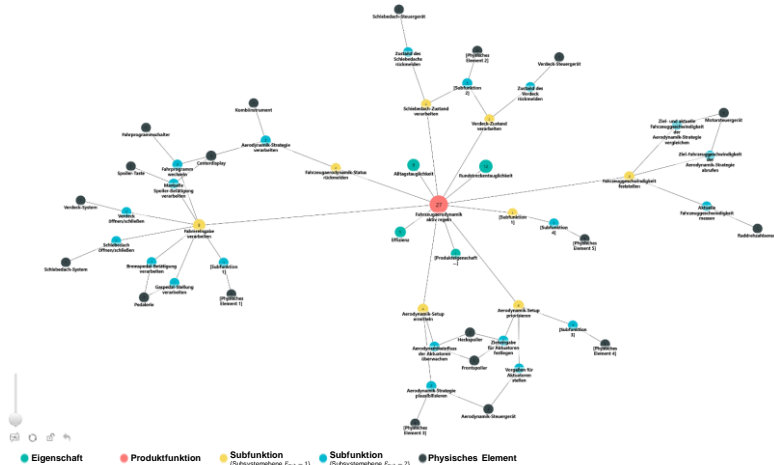 Schiebedach-Steuergerät
Zustand des
Schiebedachs
rückmelden
[Physisches
Element 2]
Verdeck-Steuergerät
[Subfunktion
2]
Zustand des
Verdeck
rückmelden
Schiebedach-Zustand
verarbeiten
Verdeck-Zustand
verarbeiten
Kombiinstrument
Fahrprogrammschalter
Aerodynamik-Strategie
verarbeiten
Centerdisplay
Spoiler-Taste
Fahrprogramm
wechseln
Manuelle
Spoiler-Betätigung
verarbeiten
Fahrzeugaerodynamik-Status
rückmelden
Alltagstauglichkeit
Rundstreckentauglichkeit
Ziel- und aktuelle
Fahrzeuggeschwindigkeit
der
Aerodynamik-Strategie
vergleichen
Motorsteuergerät
Ziel-Fahrzeuggeschwindigkeit
der
Aerodynamik-Strategie
abrufen
Fahrzeuggeschwindigkeit
feststellen
Aktuelle
Fahrzeuggeschwindigkeit
messen
Raddrehzahlsensor
Verdeck-System
Verdeck
öffnen/schließen
Schiebedach
öffnen/schließen
Schiebedach-System
Fahrereingabe
verarbeiten
27
Fahrzeugaerodynamik
aktiv regeln
Effizienz
[Subfunktion
1]
[Subfunktion
4]
[Physisches
Element 5]
[Produkteigenschaft
...]
Bremspedal-Betätigung
verarbeiten
Gaspedal-Stellung
verarbeiten
Pedalerie
[Subfunktion
1]
[Physisches
Element 1]
Aerodynamik-Setup
einstellen
Aerodynamik-Setup
priorisieren
Heckspoiler
Frontspoiler
der Aktuatoren
überwachen
Zielvorgabe
für Aktuatoren
festlegen
[Subfunktion
3]
[Physisches
Element 4]
Vorgaben für
Aktuatoren
stellen
Aerodynamik-Strategie
plausibilisieren
[Physisches
Element 3]
Aerodynamik-Steuergerät
Eigenschaft
Produktfunktion
Subfunktion
Subfunktion
Physisches Element